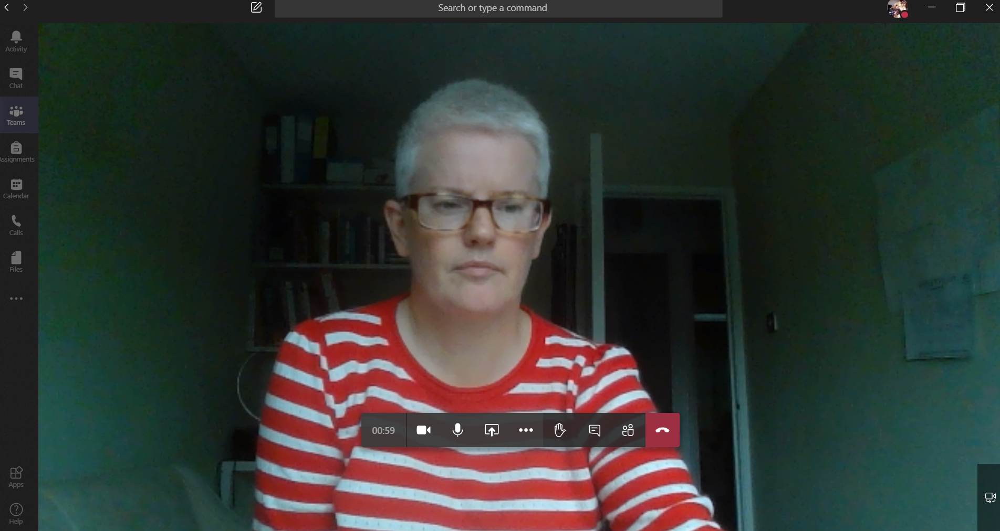 Search or type a command
Activity
Chat
Teams
Assignments
Calendar
Calls
Files
Apps
Help
00:59